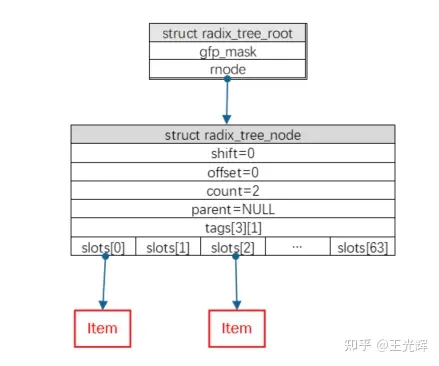 struct radix_tree_root
gfp_mask
rnode
struct radix_tree_node
shift=0
offset=0
count=2
parent=NULL
tags[3][1]
slots[0] slots[1] slots[2] ... slots[63]
Item Item
知乎 @王光辉